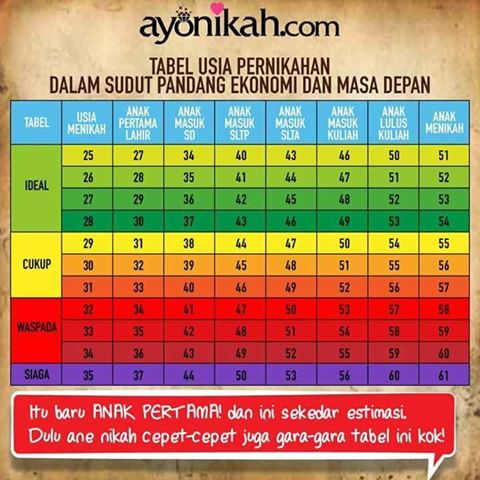 ayonikah.com
TABEL USIA PERNIKAHAN
DALAM SUDUT PANDANG EKONOMI DAN MASA DEPAN
TABEL USIA MENIKAH ANAK PERTAMA LAHIR ANAK MASUK SD ANAK MASUK SLTP ANAK MASUK SLTA ANAK MASUK KULIAH ANAK LULUS KULIAH ANAK MENIKAH
IDEAL 25 27 34 40 43 46 50 51
26 28 35 41 44 47 51 52
27 29 36 42 45 48 52 53
28 30 37 43 46 49 53 54
CUKUP 29 31 38 44 47 50 54 55
30 32 39 45 48 51 55 56
31 33 40 46 49 52 56 57
WASPADA 32 34 41 47 50 53 57 58
33 35 42 48 51 54 58 59
34 36 43 49 52 55 59 60
SIAGA 35 37 44 50 53 56 60 61
Itu baru ANAK PERTAMA! dan ini sekedar estimasi.
Dulu ane nikah cepet-cepet juga gara-gara tabel ini kok!